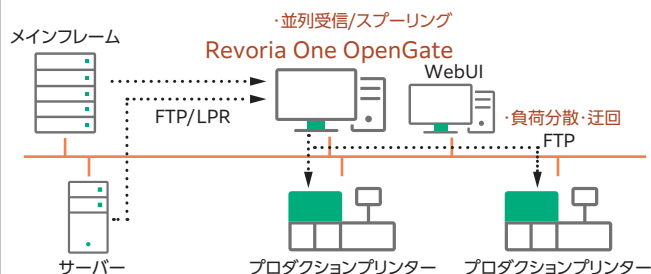 ・並列受信/スプーリング
メインフレーム
Revoria One OpenGate
WebUI
FTP/LPR
・負荷分散・迂回
FTP
サーバー
プロダクションプリンター
プロダクションプリンター